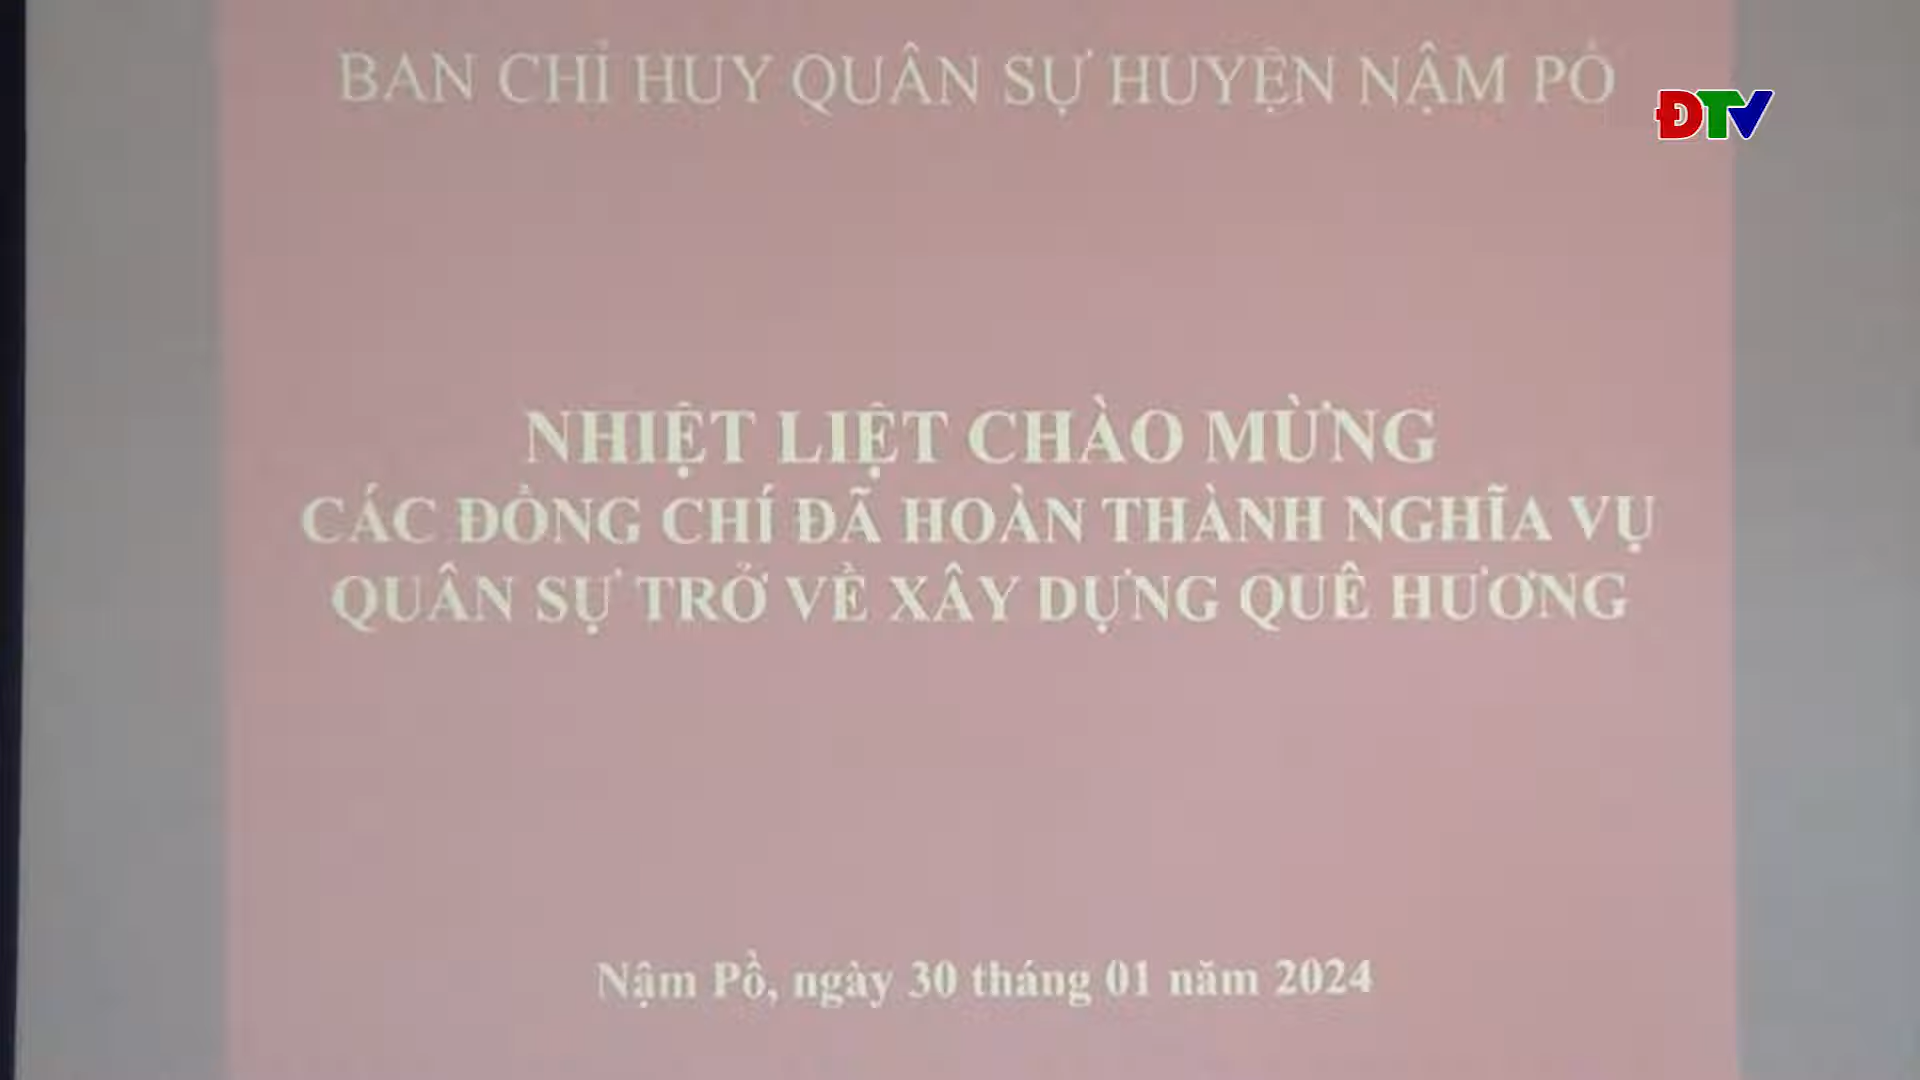 BAN CHỈ HUY QUÂN SỰ HUYỆN NẬM PỒ
ĐTV
NHIỆT LIỆT CHÀO MỪNG
CÁC ĐỒNG CHÍ ĐÃ HOÀN THÀNH NGHĨA VỤ
QUÂN SỰ TRỞ VỀ XÂY DỰNG QUÊ HƯƠNG
Nậm Pồ, ngày 30 tháng 01 năm 2024